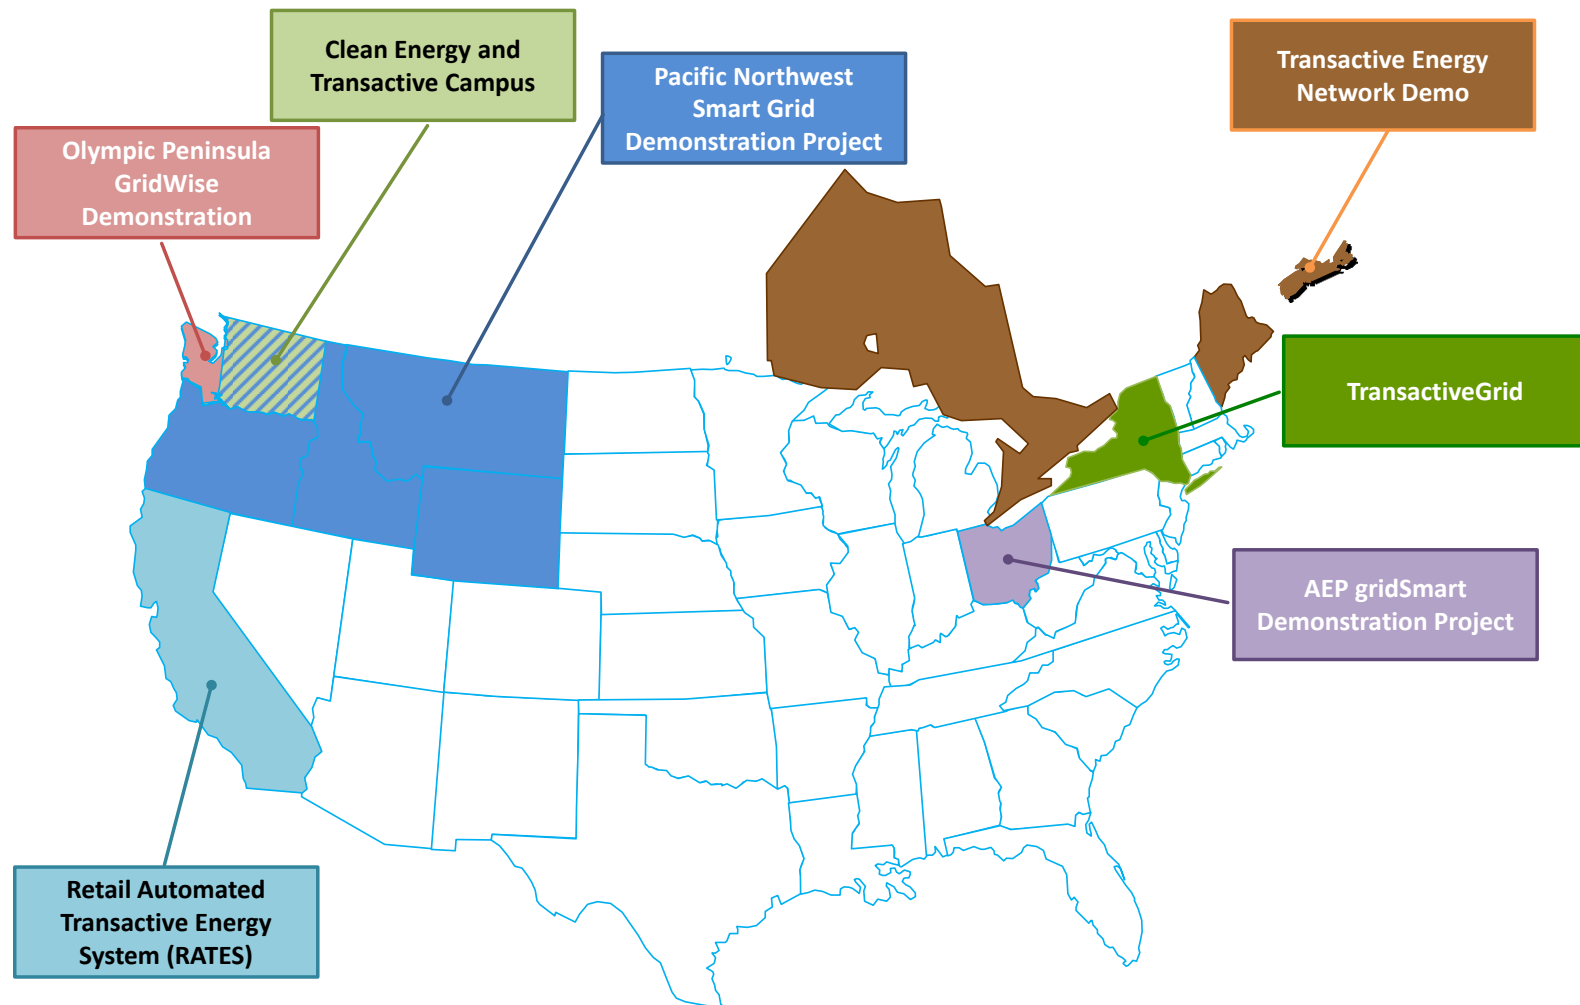 Clean Energy and
Transactive Campus
Pacific Northwest
Smart Grid
Demonstration Project
Transactive Energy
Network Demo
Olympic Peninsula
GridWise
Demonstration
TransactiveGrid
AEP gridSmart
Demonstration Project
Retail Automated
Transactive Energy
System (RATES)